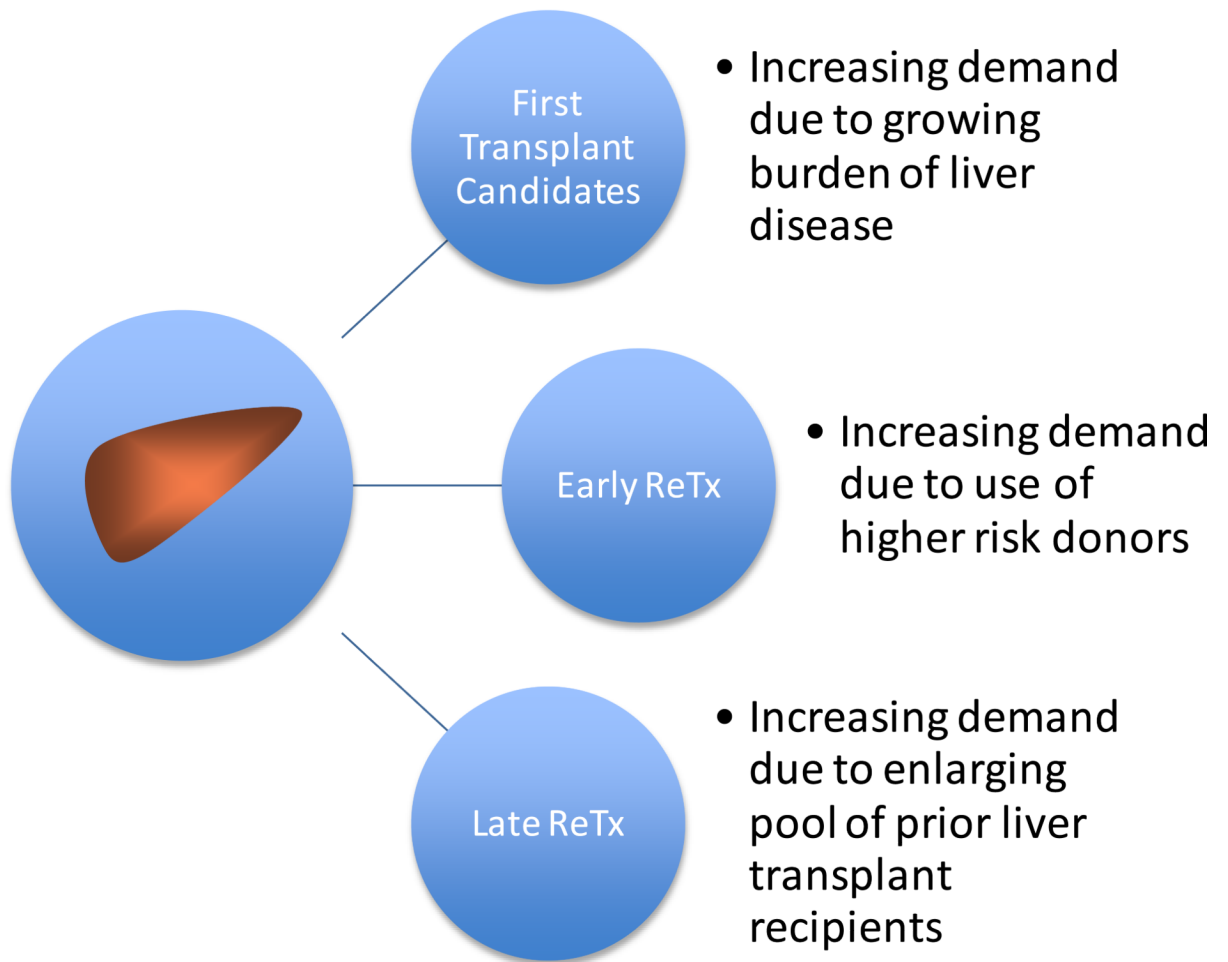 First
Transplant
Candidates
• Increasing demand
due to growing
burden of liver
disease
Early ReTx
• Increasing demand
due to use of
higher risk donors
Late ReTx
• Increasing demand
due to enlarging
pool of prior liver
transplant
recipients